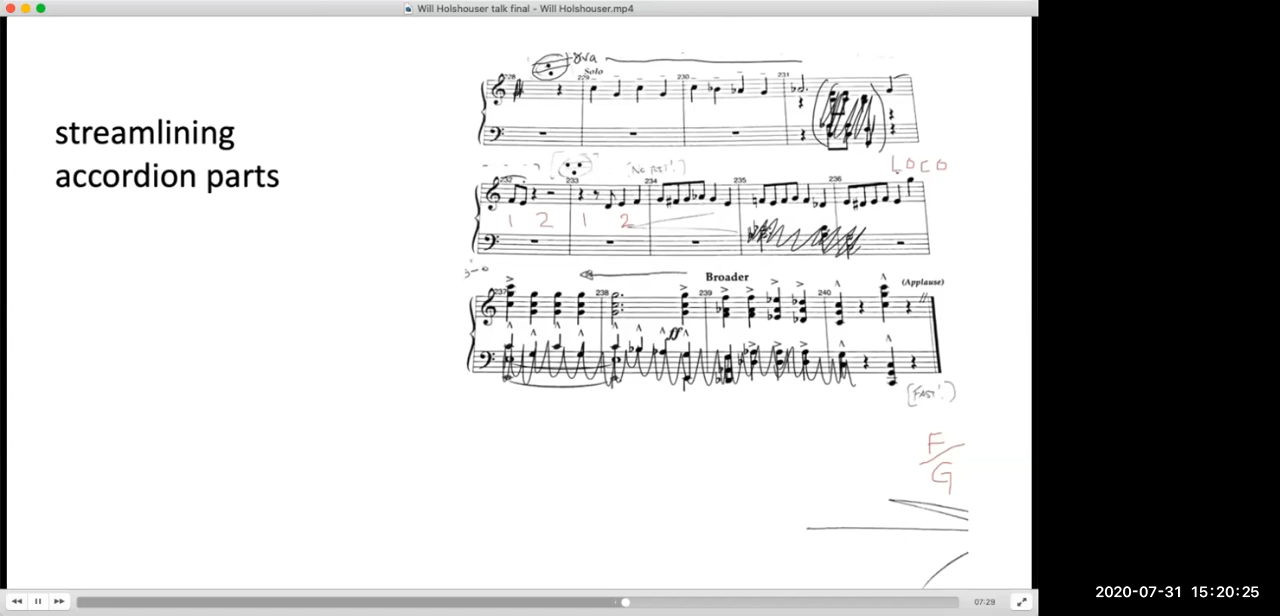 Will Holshouser talk final - Will Holshouser.mp4
streamlining
accordion parts
8va
Solo
228 229 230 231
LOCO
232 233 234 235 236
1 2 1 2
Broader
237 238 239 240
(Applause)
ff
(FAST!)
F
G
07:29
2020-07-31 15:20:25